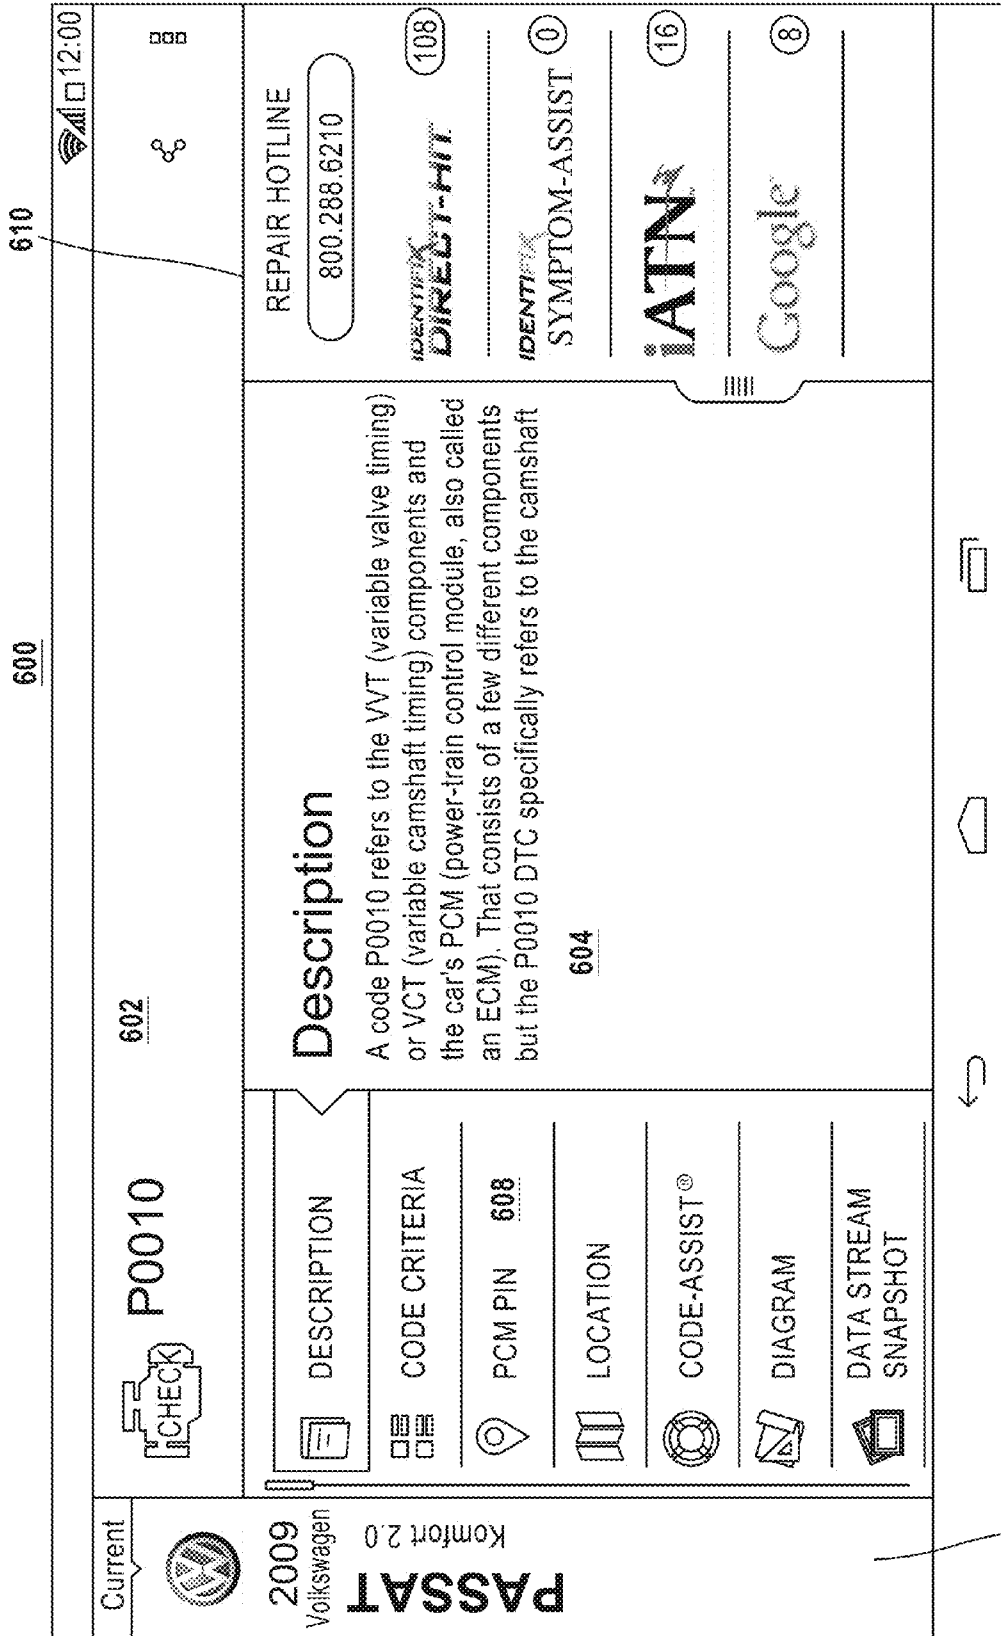 600
610
12:00
Current
2009
Volkswagen
PASSAT
Komfort 2.0
CHECK
P0010
602
DESCRIPTION
CODE CRITERIA
PCM PIN
608
LOCATION
CODE-ASSIST®
DIAGRAM
DATA STREAM
SNAPSHOT
Description
A code P0010 refers to the VVT (variable valve timing)
or VCT (variable camshaft timing) components and
the car's PCM (power-train control module, also called
an ECM). That consists of a few different components
but the P0010 DTC specifically refers to the camshaft
604
REPAIR HOTLINE
800.288.6210
IDENTIFIX
DIRECT-HIT. 108
IDENTIFIX
SYMPTOM-ASSIST 0
iATN 16
Google 8